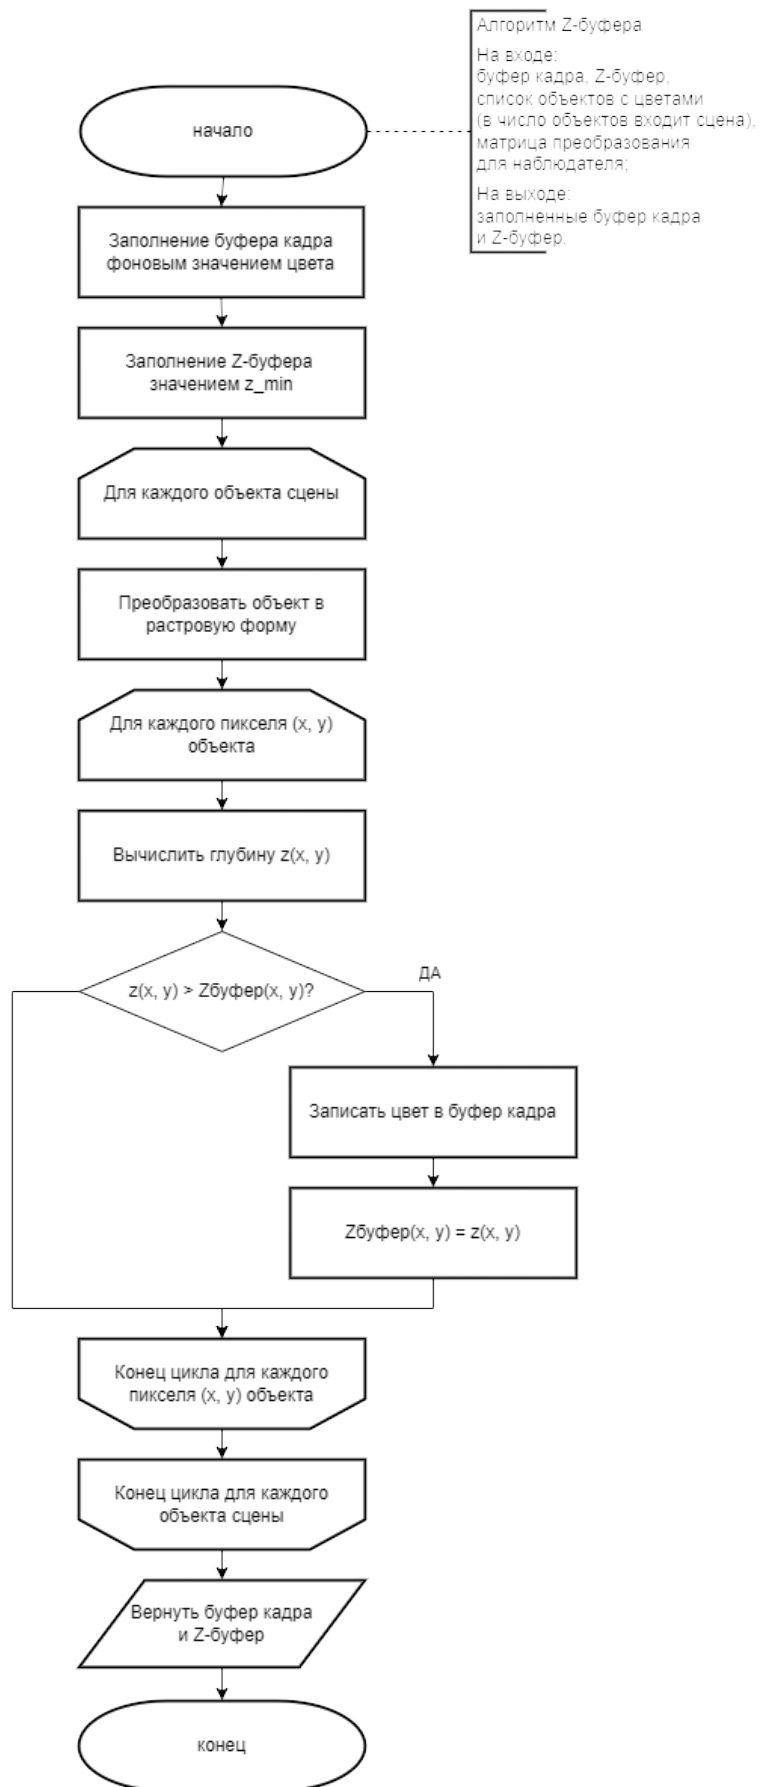 Алгоритм Z-буфера
На входе:
буфер кадра, Z-буфер,
список объектов с цветами
(в число объектов входит сцена),
матрица преобразования
для наблюдателя;
На выходе:
заполненные буфер кадра
и Z-буфер.
начало
Заполнение буфера кадра
фоновым значением цвета
Заполнение Z-буфера
значением z_min
Для каждого объекта сцены
Преобразовать объект в
растровую форму
Для каждого пикселя (x, y)
объекта
Вычислить глубину z(x, y)
z(x, y) > Zбуфер(x, y)?
ДА
Записать цвет в буфер кадра
Zбуфер(x, y) = z(x, y)
Конец цикла для каждого
пикселя (x, y) объекта
Конец цикла для каждого
объекта сцены
Вернуть буфер кадра
и Z-буфер
конец